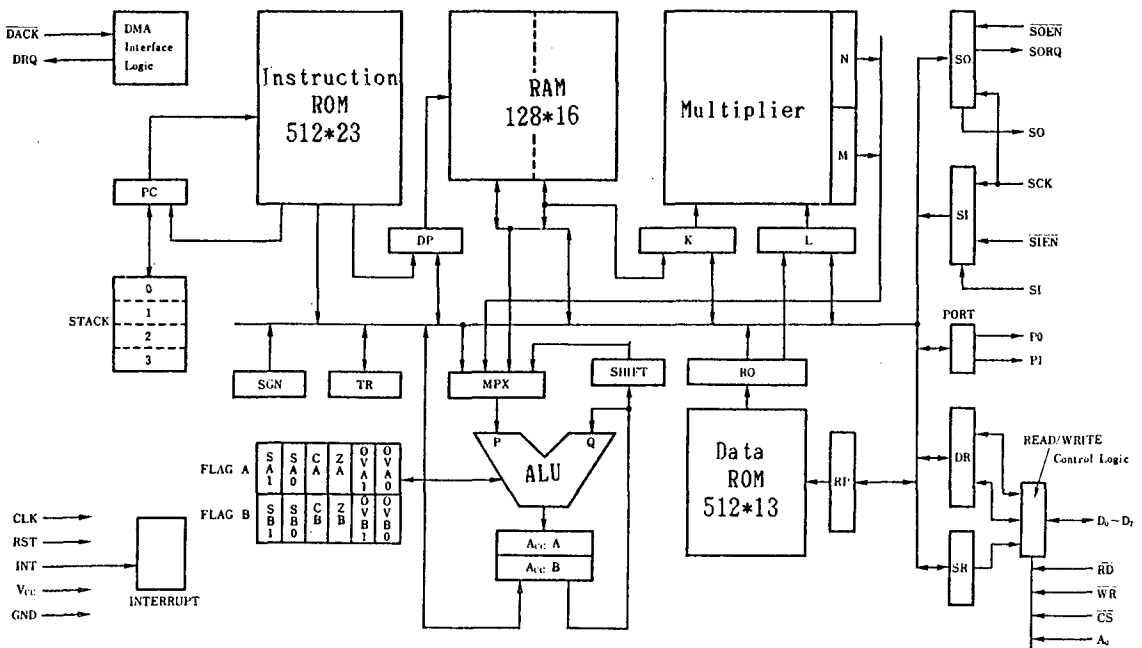 DACK
DRQ
DMA
Interface
Logic
Instruction
ROM
512*23
RAM
128*16
Multiplier
N
M
SO
SOEN
SORQ
SO
SCK
SI
SIEN
SI
PC
DP
K
L
STACK
0
1
2
3
PORT
P0
PI
SGN
TR
MPX
SHIFT
RO
P
Q
ALU
Data
ROM
512*13
RP
DR
READ/WRITE
Control Logic
D₀~D₇
SR
RD
WR
CS
A₀
FLAG A
SA1
SA0
CA
ZA
OVA1
OVA0
FLAG B
SB1
SB0
CB
ZB
OVB1
OVB0
Acc A
Acc B
CLK
RST
INT
Vcc
GND
INTERRUPT